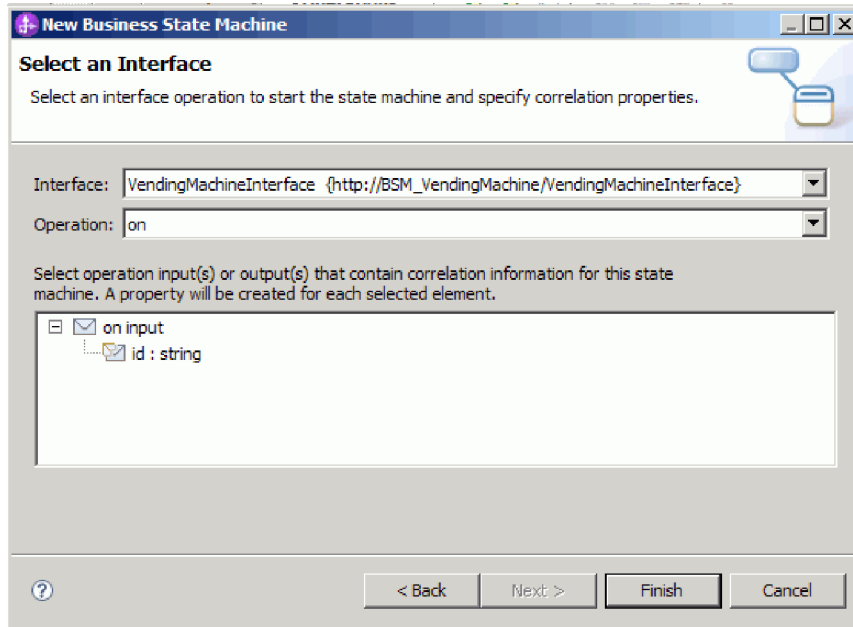 New Business State Machine
Select an Interface
Select an interface operation to start the state machine and specify correlation properties.
Interface: VendingMachineInterface {http://BSM_VendingMachine/VendingMachineInterface}
Operation: on
Select operation input(s) or output(s) that contain correlation information for this state
machine. A property will be created for each selected element.
on input
id : string
< Back Next > Finish Cancel